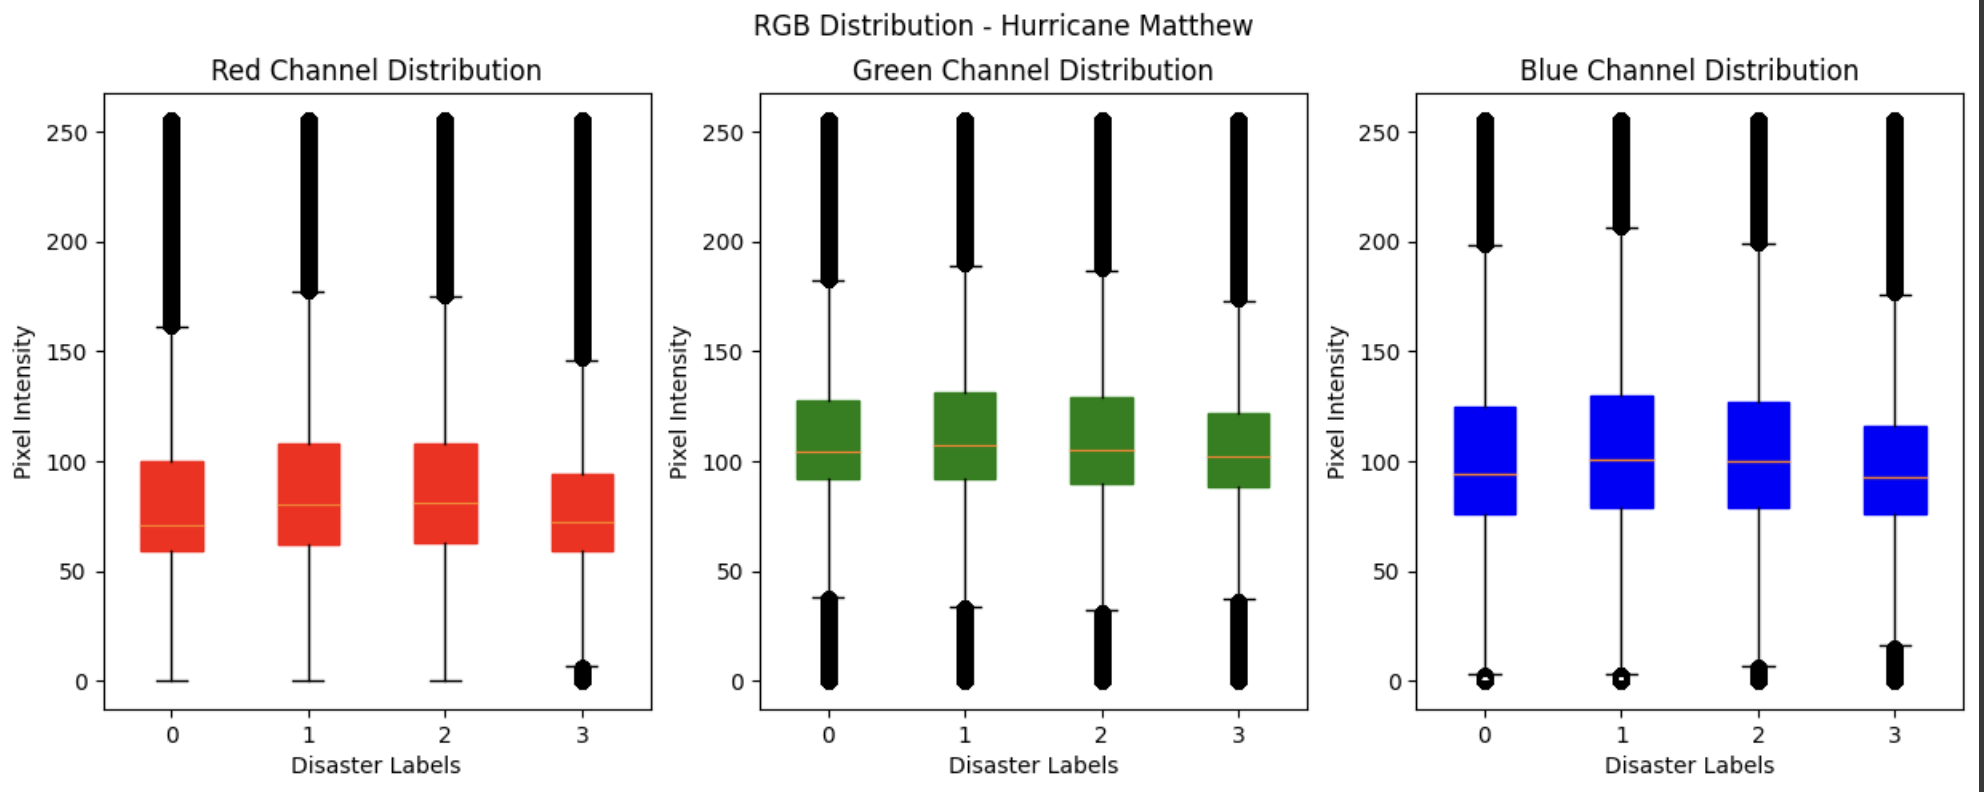 RGB Distribution - Hurricane Matthew
Red Channel Distribution
250
200
150
100
50
0
Pixel Intensity
0 1 2 3
Disaster Labels
Green Channel Distribution
250
200
150
100
50
0
Pixel Intensity
0 1 2 3
Disaster Labels
Blue Channel Distribution
250
200
150
100
50
0
Pixel Intensity
0 1 2 3
Disaster Labels